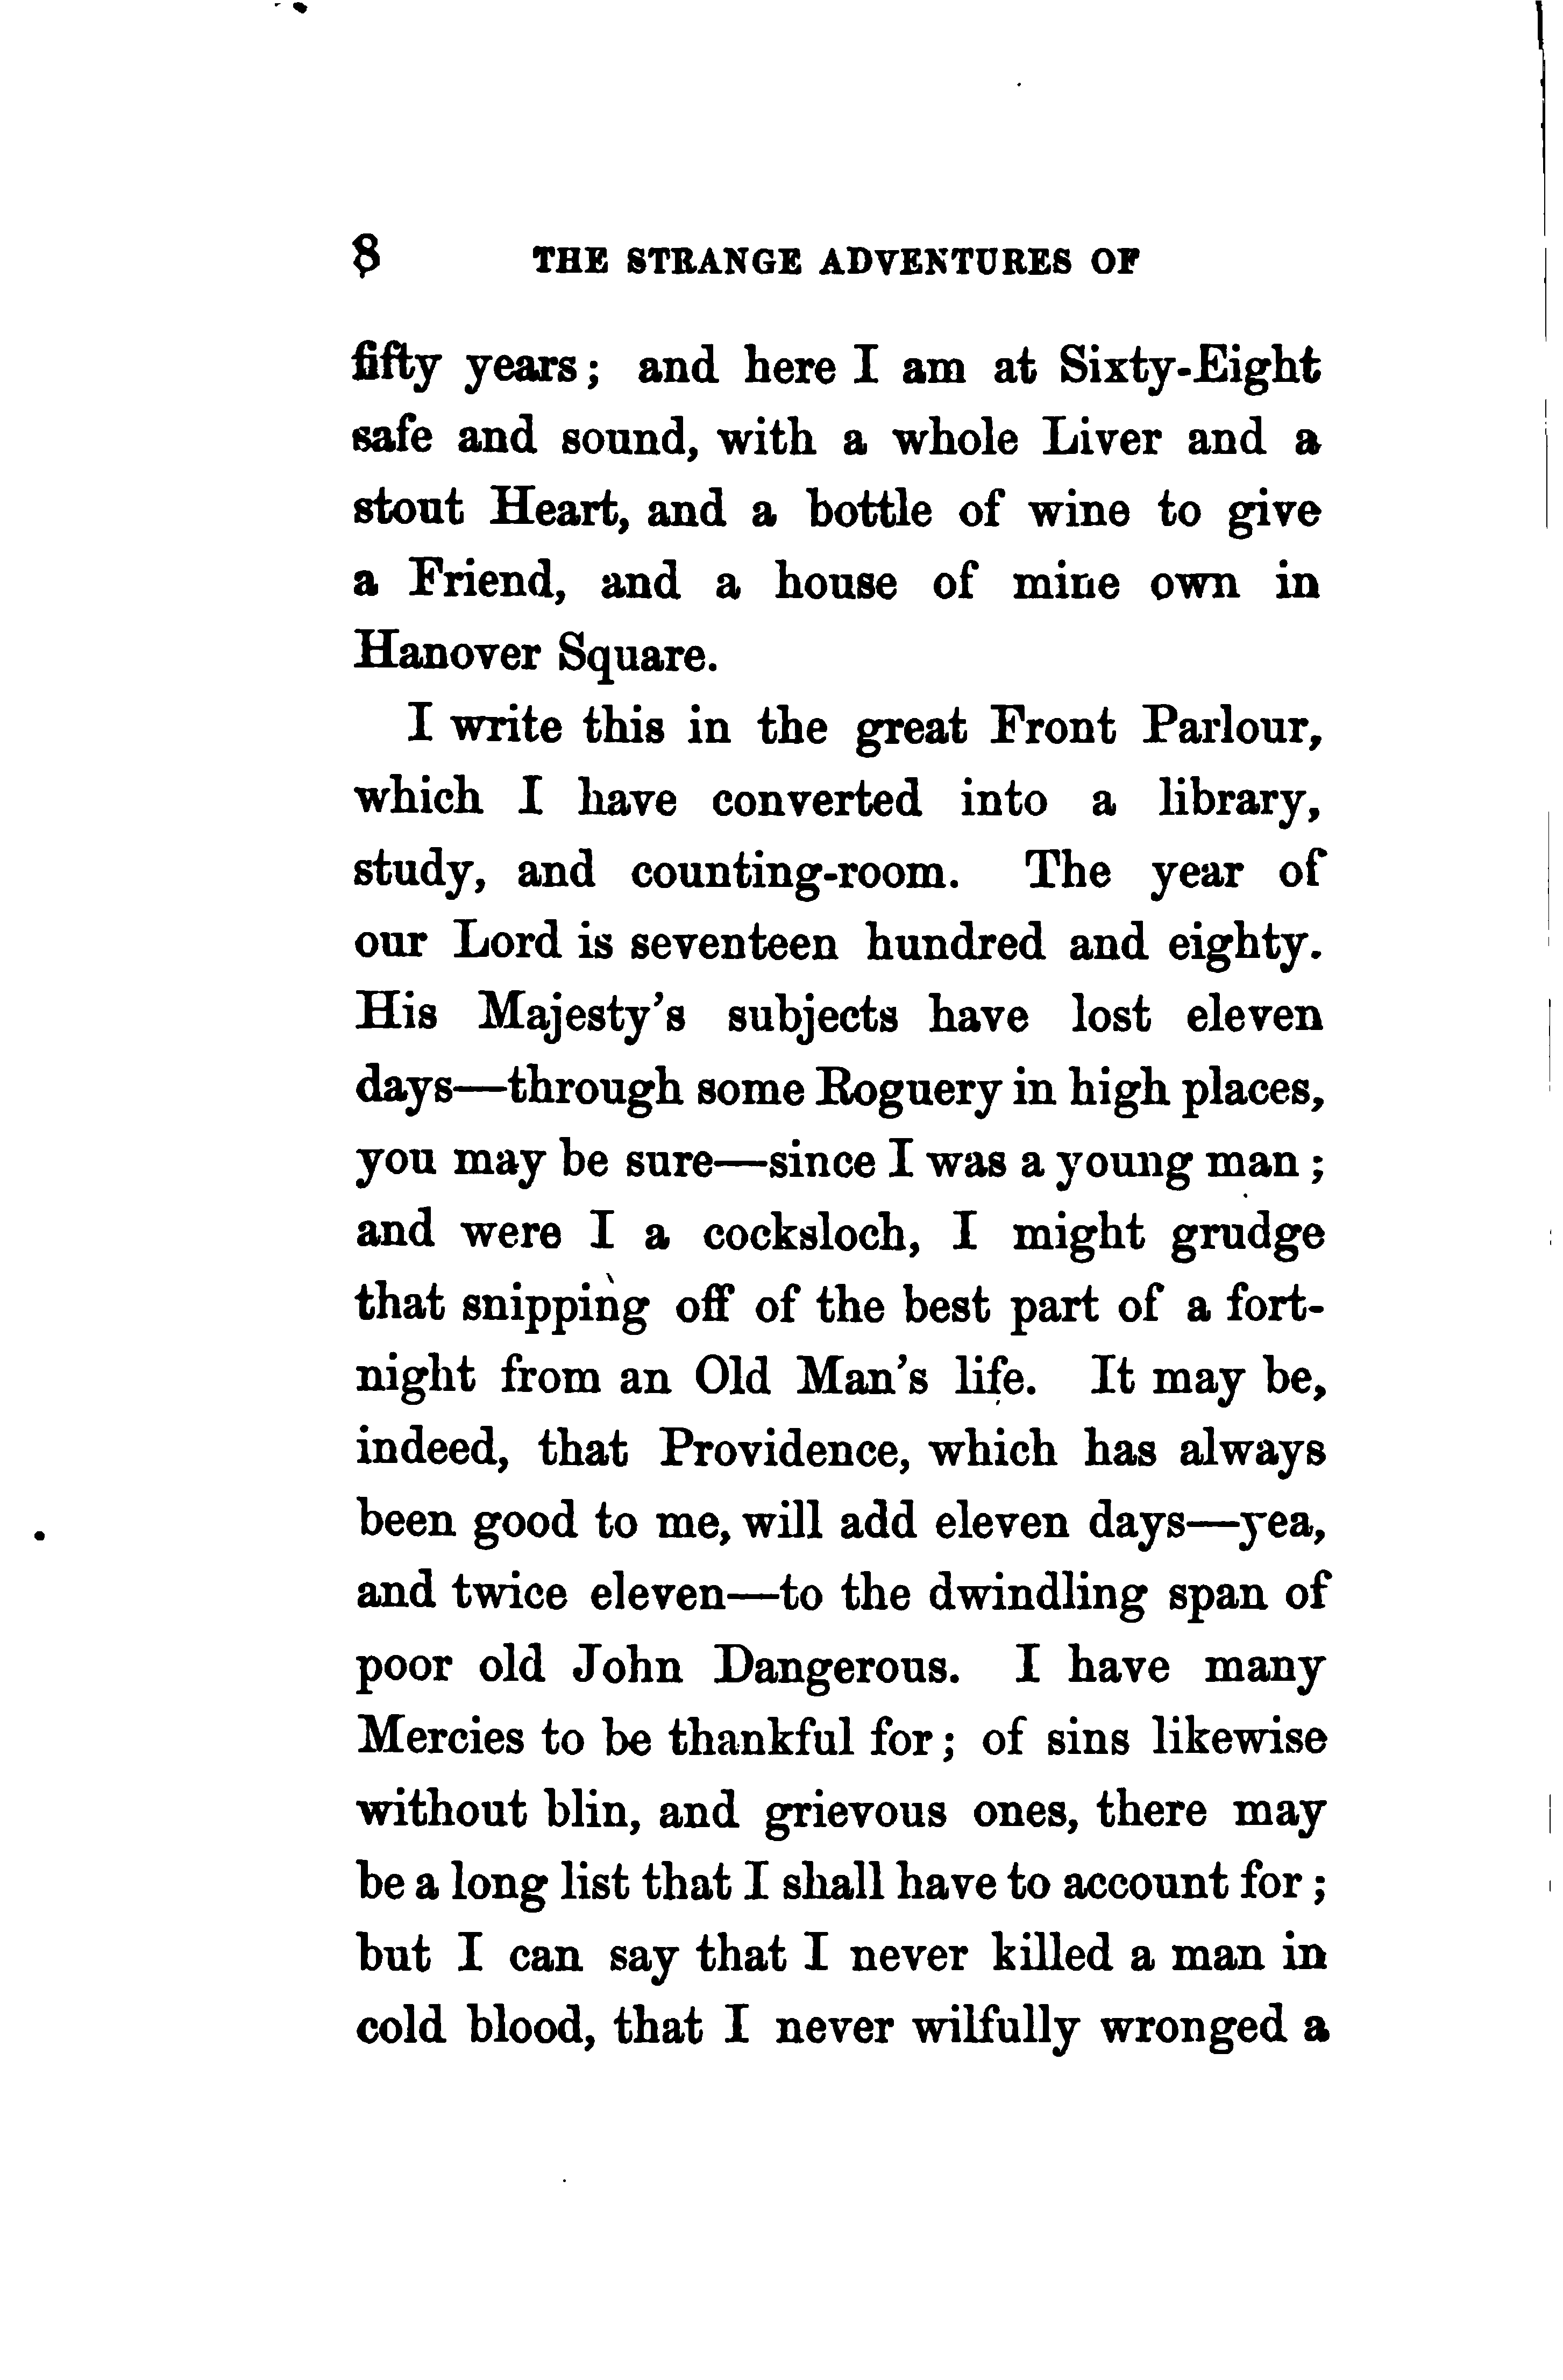 8 THE STRANGE ADVENTURES OF
fifty years; and here I am at Sixty-Eight
safe and sound, with a whole Liver and a
stout Heart, and a bottle of wine to give
a Friend, and a house of mine own in
Hanover Square.
I write this in the great Front Parlour,
which I have converted into a library,
study, and counting-room. The year of
our Lord is seventeen hundred and eighty.
His Majesty's subjects have lost eleven
days—through some Roguery in high places,
you may be sure—since I was a young man;
and were I a cocksloch, I might grudge
that snipping off of the best part of a fort-
night from an Old Man's life. It may be,
indeed, that Providence, which has always
been good to me, will add eleven days—yea,
and twice eleven—to the dwindling span of
poor old John Dangerous. I have many
Mercies to be thankful for; of sins likewise
without blin, and grievous ones, there may
be a long list that I shall have to account for;
but I can say that I never killed a man in
cold blood, that I never wilfully wronged a